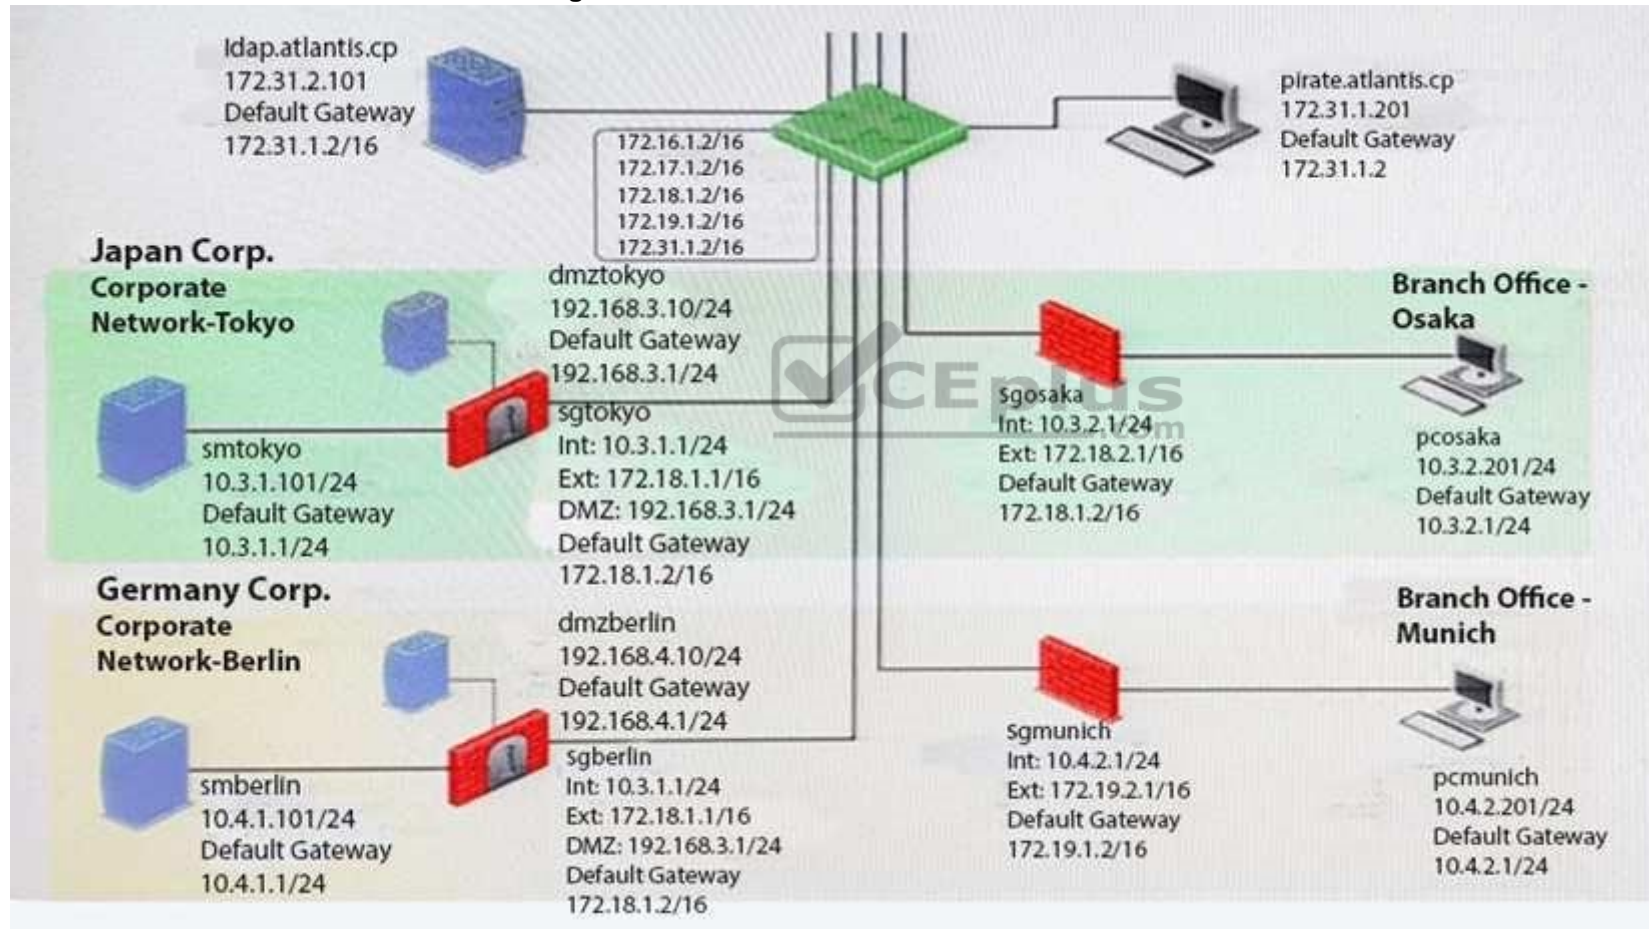 ldap.atlantis.cp
172.31.2.101
Default Gateway
172.31.1.2/16
172.16.1.2/16
172.17.1.2/16
172.18.1.2/16
172.19.1.2/16
172.31.1.2/16
pirate.atlantis.cp
172.31.1.201
Default Gateway
172.31.1.2
Japan Corp.
Corporate
Network-Tokyo
dmztokyo
192.168.3.10/24
Default Gateway
192.168.3.1/24
smtokyo
10.3.1.101/24
Default Gateway
10.3.1.1/24
sgtokyo
Int: 10.3.1.1/24
Ext: 172.18.1.1/16
DMZ: 192.168.3.1/24
Default Gateway
172.18.1.2/16
CEplus
.com
Sgosaka
Int: 10.3.2.1/24
Ext: 172.18.2.1/16
Default Gateway
172.18.1.2/16
Branch Office -
Osaka
pcosaka
10.3.2.201/24
Default Gateway
10.3.2.1/24
Germany Corp.
Corporate
Network-Berlin
dmzberlin
192.168.4.10/24
Default Gateway
192.168.4.1/24
smberlin
10.4.1.101/24
Default Gateway
10.4.1.1/24
sgberlin
Int: 10.3.1.1/24
Ext: 172.18.1.1/16
DMZ: 192.168.3.1/24
Default Gateway
172.18.1.2/16
Sgmunich
Int: 10.4.2.1/24
Ext: 172.19.2.1/16
Default Gateway
172.19.1.2/16
Branch Office -
Munich
pcmunich
10.4.2.201/24
Default Gateway
10.4.2.1/24